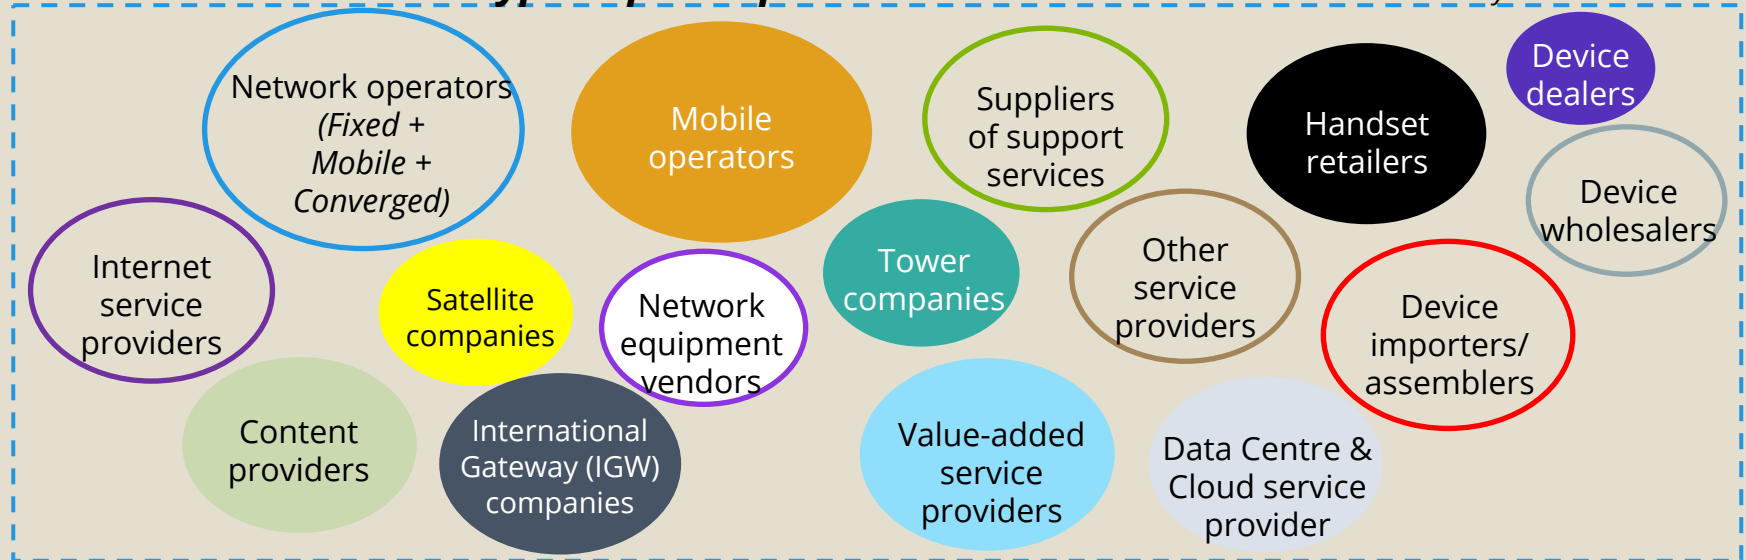 Network operators
(Fixed +
Mobile +
Converged)
Mobile
operators
Suppliers
of support
services
Handset
retailers
Device
dealers
Device
wholesalers
Internet
service
providers
Satellite
companies
Network
equipment
vendors
Tower
companies
Other
service
providers
Device
importers/
assemblers
Content
providers
International
Gateway (IGW)
companies
Value-added
service
providers
Data Centre &
Cloud service
provider